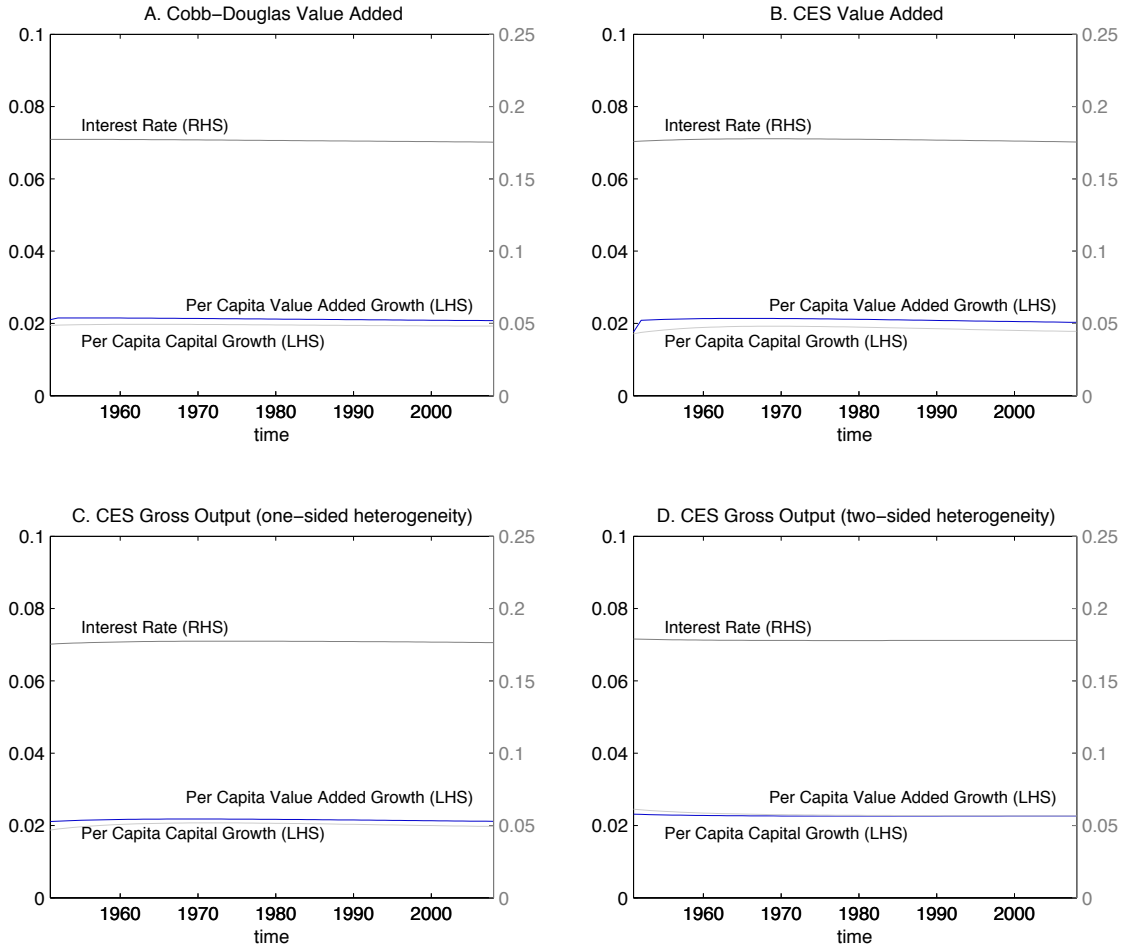 A. Cobb−Douglas Value Added
0.1
0.08
0.06
0.04
0.02
0
0.25
0.2
0.15
0.1
0.05
0
Interest Rate (RHS)
Per Capita Value Added Growth (LHS)
Per Capita Capital Growth (LHS)
1960 1970 1980 1990 2000
time
B. CES Value Added
0.1
0.08
0.06
0.04
0.02
0
0.25
0.2
0.15
0.1
0.05
0
Interest Rate (RHS)
Per Capita Value Added Growth (LHS)
Per Capita Capital Growth (LHS)
1960 1970 1980 1990 2000
time
C. CES Gross Output (one−sided heterogeneity)
0.1
0.08
0.06
0.04
0.02
0
0.25
0.2
0.15
0.1
0.05
0
Interest Rate (RHS)
Per Capita Value Added Growth (LHS)
Per Capita Capital Growth (LHS)
1960 1970 1980 1990 2000
time
D. CES Gross Output (two−sided heterogeneity)
0.1
0.08
0.06
0.04
0.02
0
0.25
0.2
0.15
0.1
0.05
0
Interest Rate (RHS)
Per Capita Value Added Growth (LHS)
Per Capita Capital Growth (LHS)
1960 1970 1980 1990 2000
time